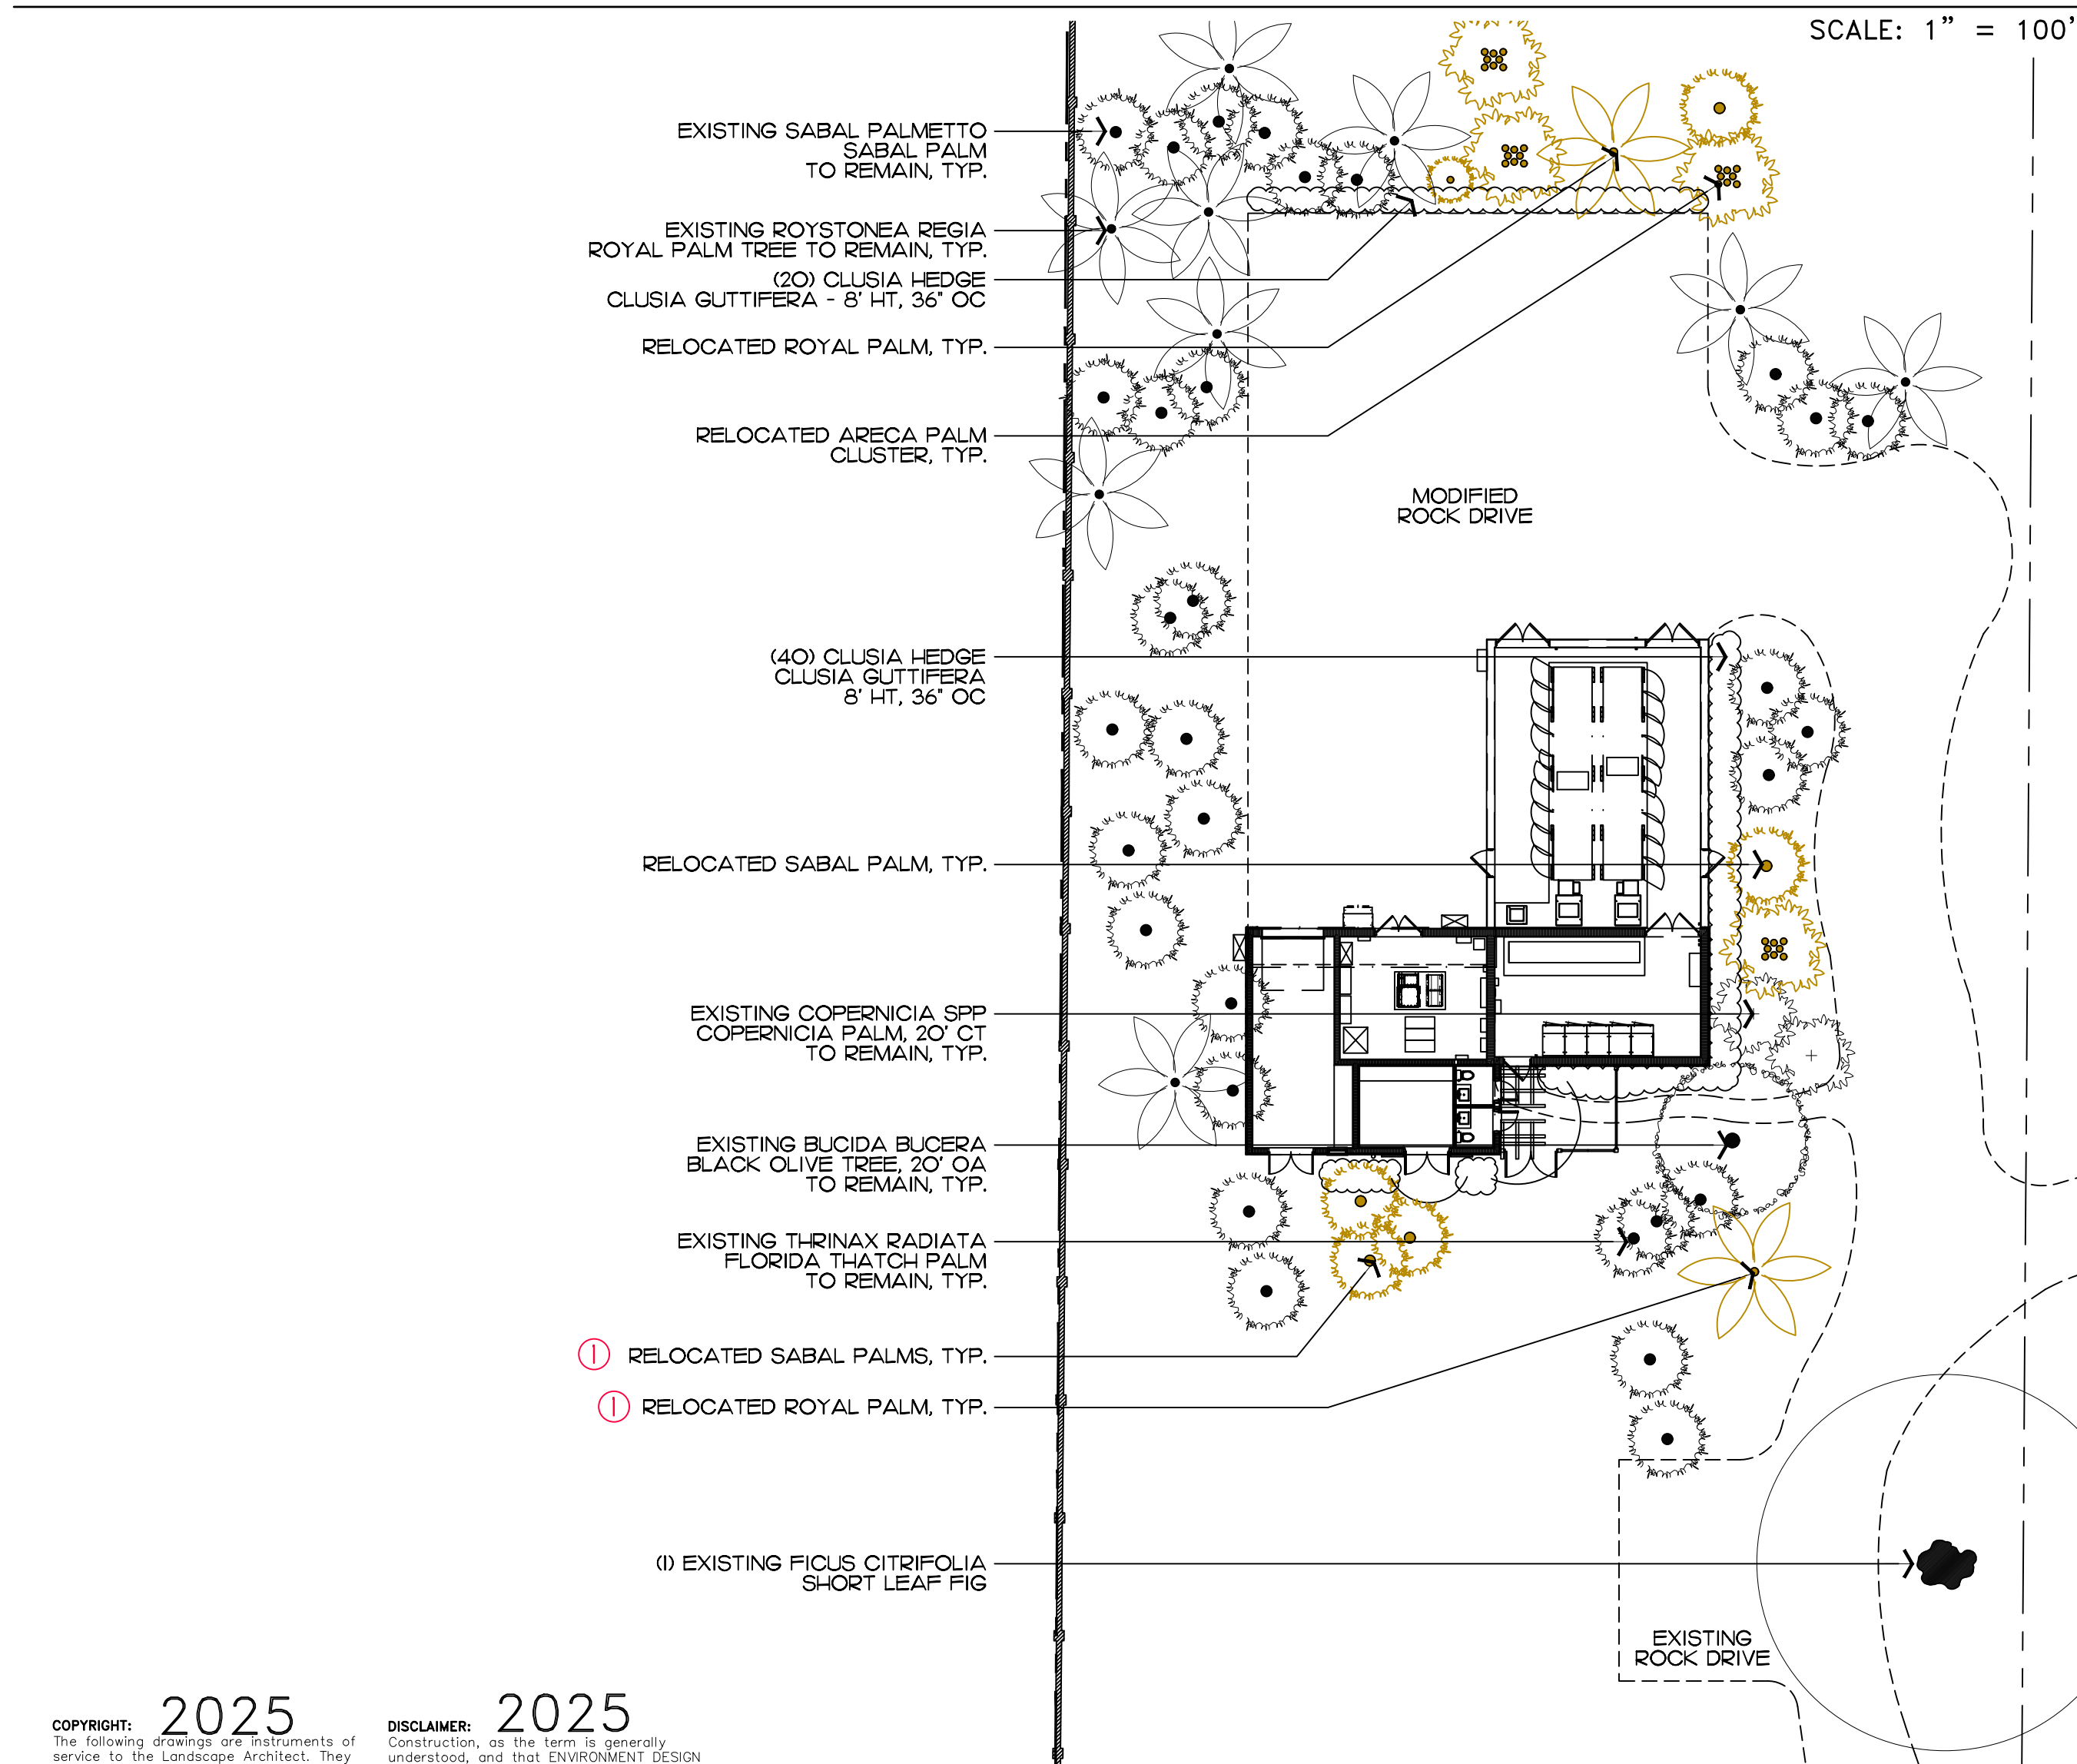 SCALE: 1" = 100'
EXISTING SABAL PALMETTO
SABAL PALM
TO REMAIN, TYP.
EXISTING ROYSTONEA REGIA
ROYAL PALM TREE TO REMAIN, TYP.
(20) CLUSIA HEDGE
CLUSIA GUTTIFERA - 8' HT, 36" OC
RELOCATED ROYAL PALM, TYP.
RELOCATED ARECA PALM
CLUSTER, TYP.
MODIFIED
ROCK DRIVE
(40) CLUSIA HEDGE
CLUSIA GUTTIFERA
8' HT, 36" OC
RELOCATED SABAL PALM, TYP.
EXISTING COPERNICIA SPP
COPERNICIA PALM, 20' CT
TO REMAIN, TYP.
EXISTING BUCIDA BUCERA
BLACK OLIVE TREE, 20' OA
TO REMAIN, TYP.
EXISTING THRINAX RADIATA
FLORIDA THATCH PALM
TO REMAIN, TYP.
1 RELOCATED SABAL PALMS, TYP.
1 RELOCATED ROYAL PALM, TYP.
(1) EXISTING FICUS CITRIFOLIA
SHORT LEAF FIG
EXISTING
ROCK DRIVE
COPYRIGHT: 2025
The following drawings are instruments of
service to the Landscape Architect. They
DISCLAIMER: 2025
Construction, as the term is generally
understood, and that ENVIRONMENT DESIGN